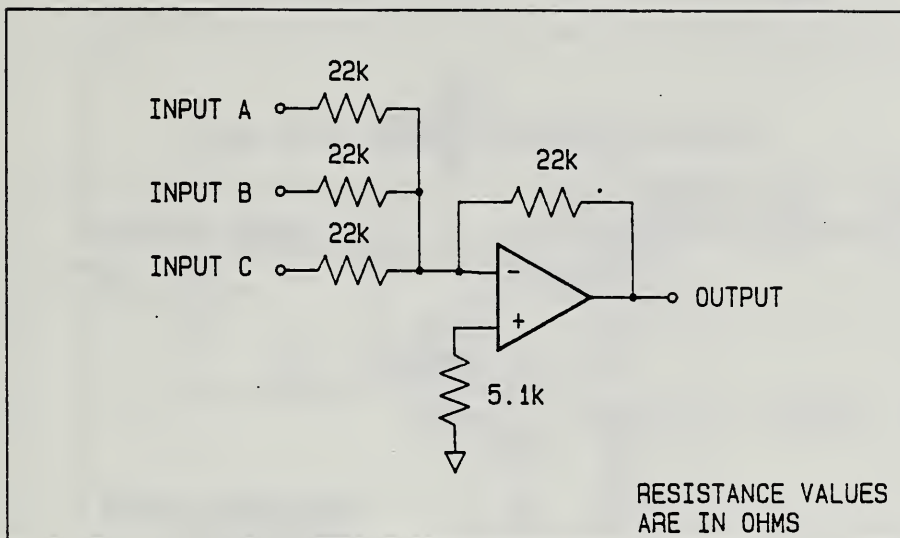 22k
INPUT A
22k
INPUT B
22k
22k
INPUT C
-
OUTPUT
+
5.1k
RESISTANCE VALUES
ARE IN OHMS